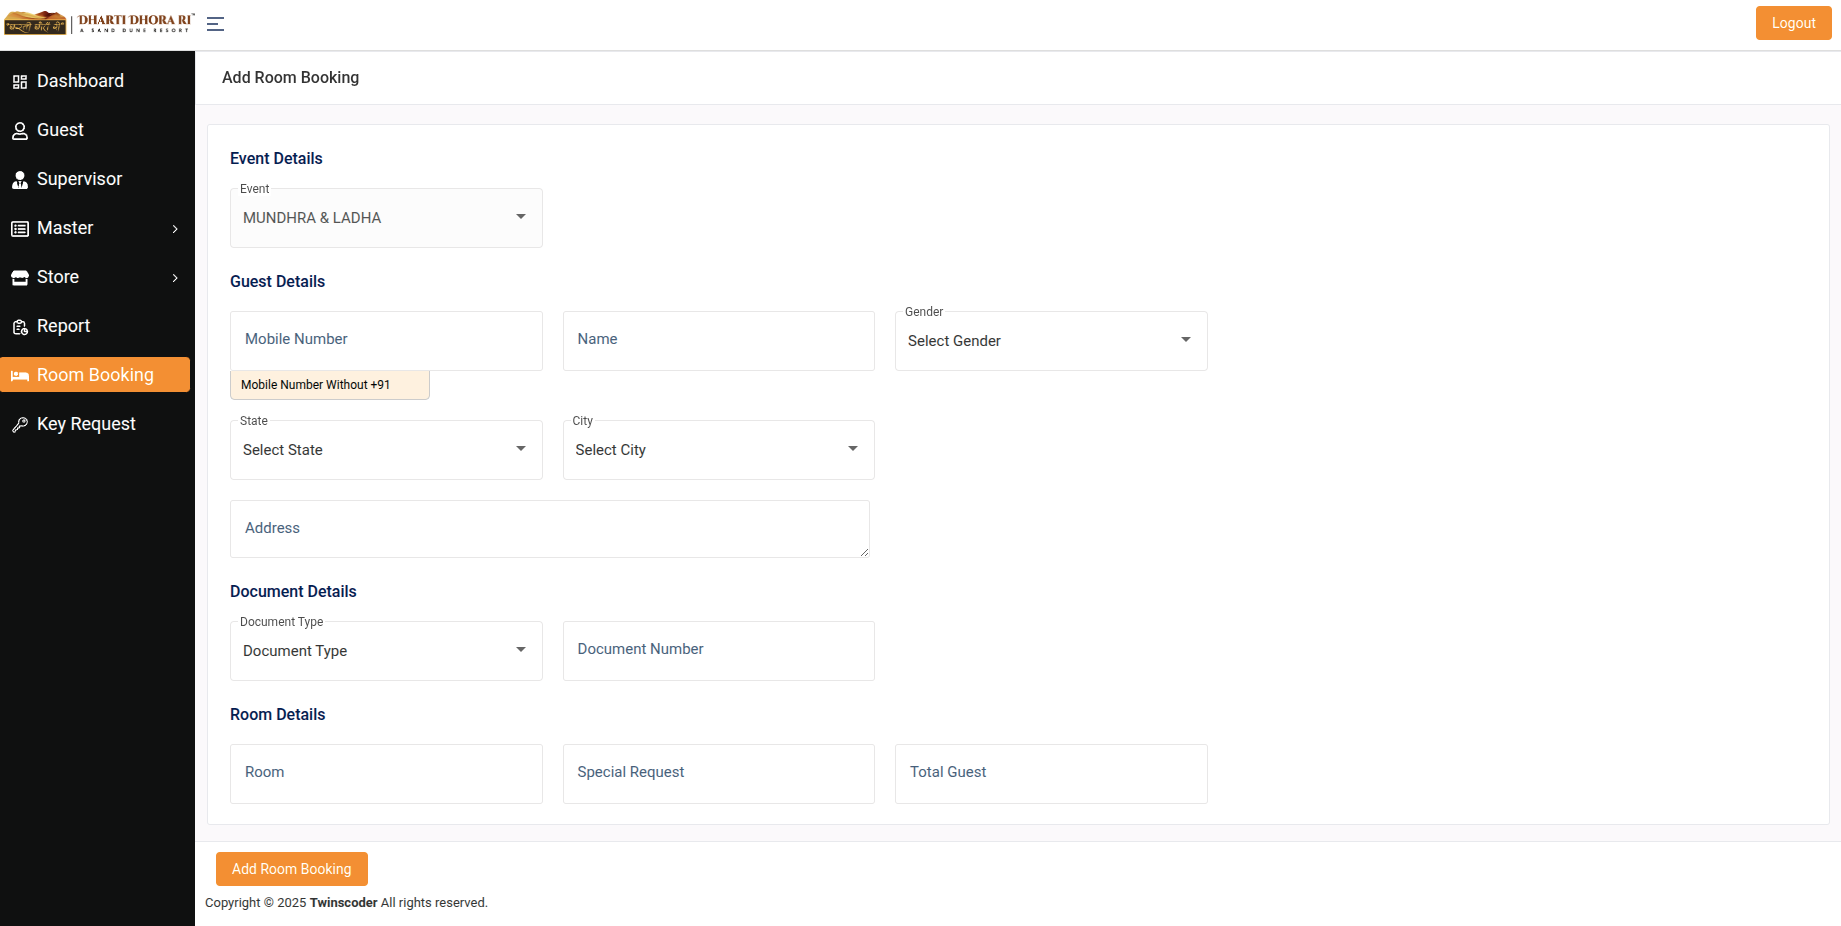 "धरती धोरां री"
DHARTI DHORA RI™
A SAND DUNE RESORT
Logout
Dashboard
Guest
Supervisor
Master
Store
Report
Room Booking
Key Request
Add Room Booking
Event Details
Event
MUNDHRA & LADHA
Guest Details
Mobile Number
Name
Gender
Select Gender
Mobile Number Without +91
State
Select State
City
Select City
Address
Document Details
Document Type
Document Type
Document Number
Room Details
Room
Special Request
Total Guest
Add Room Booking
Copyright © 2025 Twinscoder All rights reserved.